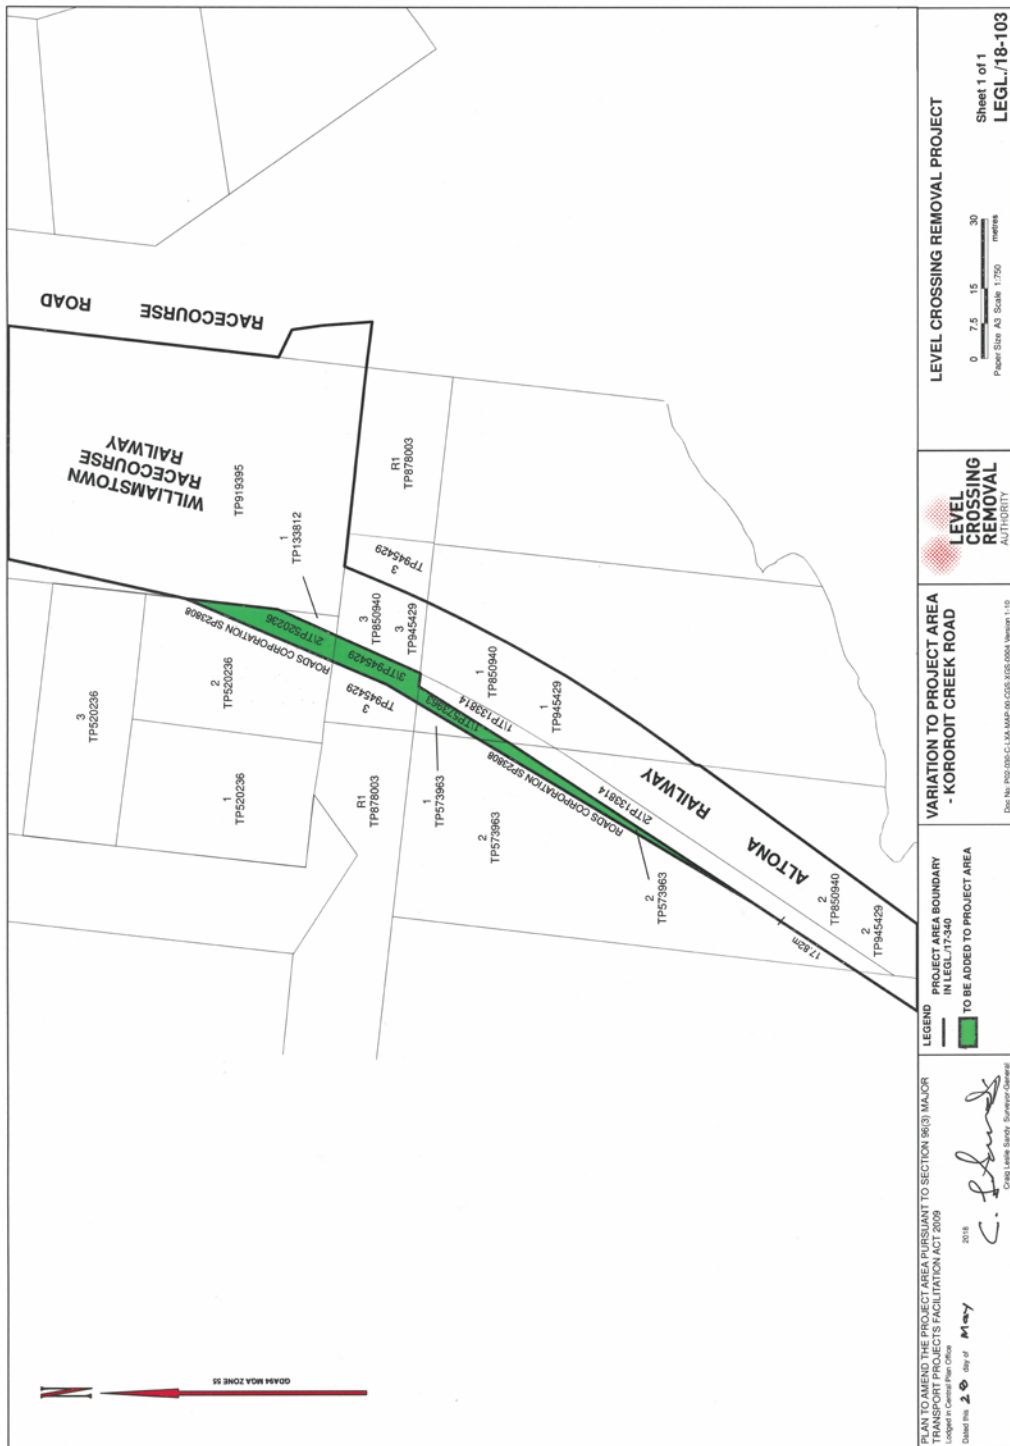 ROAD
RACECOURSE
WILLIAMSTOWN
RACECOURSE
RAILWAY
TP919395
1
TP133812
R1
TP878003
3
TP945429
3
TP850940
3
TP945429
1
TP850940
1
TP945429
2\TP520236
3\TP945429
1\TP573963
1\TP133814
2\TP133814
ROADS CORPORATION SP23808
ROADS CORPORATION SP23808
3
TP520236
2
TP520236
1
TP520236
3
TP945429
R1
TP878003
1
TP573963
2
TP573963
2
TP573963
ALTONA
RAILWAY
2
TP850940
2
TP945429
17.82m
N
GDA94 MGA ZONE 55
PLAN TO AMEND THE PROJECT AREA PURSUANT TO SECTION 96(3) MAJOR
TRANSPORT PROJECTS FACILITATION ACT 2009
Lodged in Central Plan Office
Dated this 28 day of May 2018
Craig Leslie Sandy Surveyor-General
LEGEND
PROJECT AREA BOUNDARY
IN LEGL./17-340
TO BE ADDED TO PROJECT AREA
VARIATION TO PROJECT AREA
- KOROROIT CREEK ROAD
LEVEL
CROSSING
REMOVAL
AUTHORITY
LEVEL CROSSING REMOVAL PROJECT
0 7.5 15 30
metres
Paper Size A3 Scale 1:750
Sheet 1 of 1
LEGL./18-103